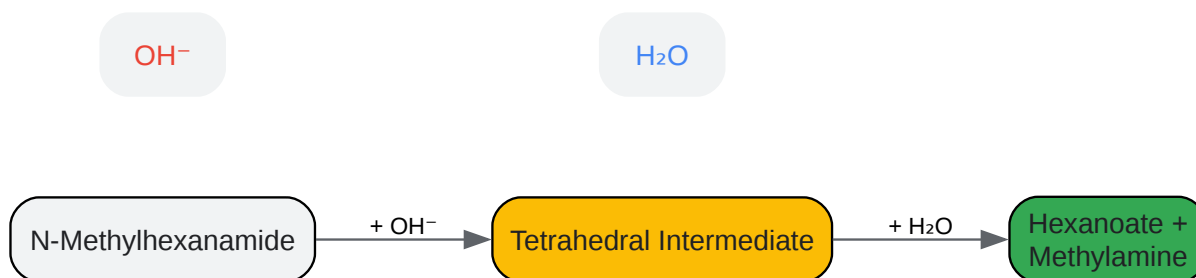 OH⁻
H₂O
N-Methylhexanamide
+ OH⁻
Tetrahedral Intermediate
+ H₂O
Hexanoate +
Methylamine